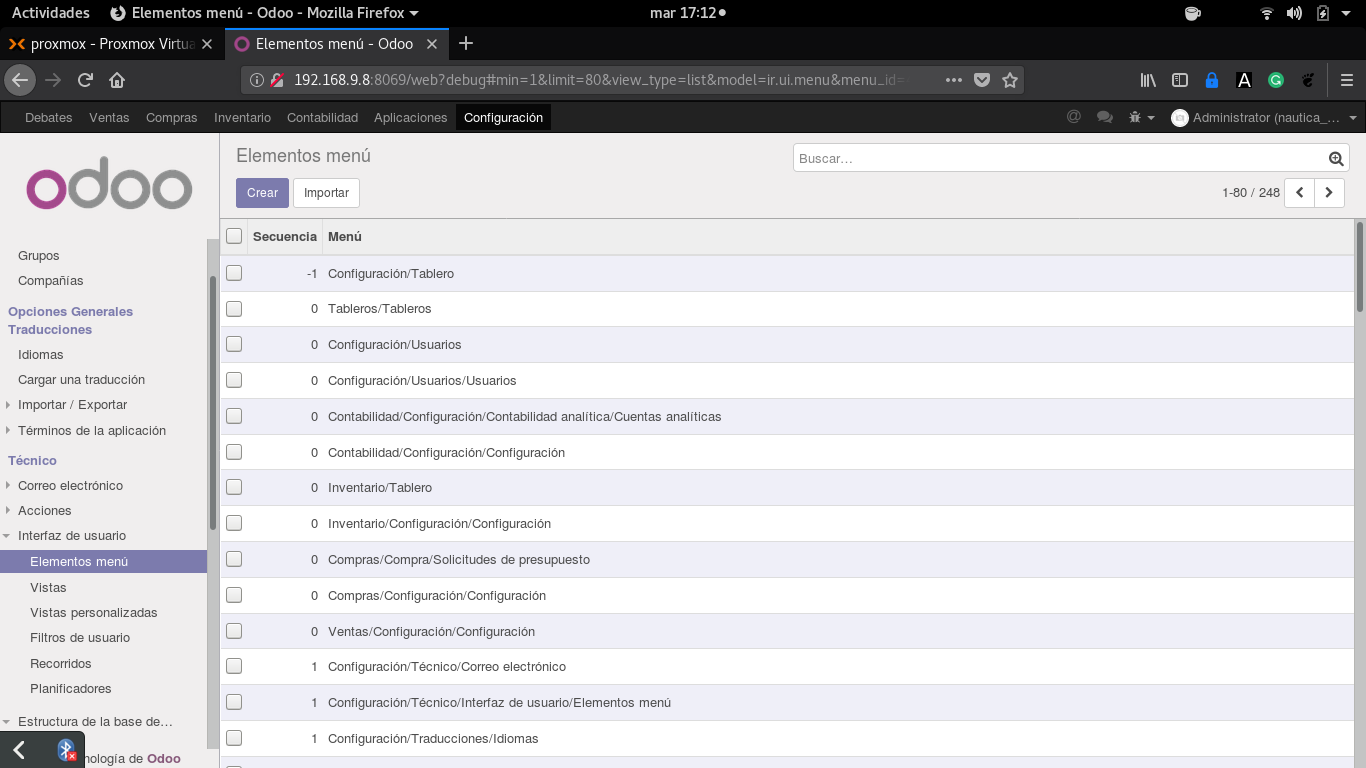 Actividades Elementos menú - Odoo - Mozilla Firefox mar 17:12
proxmox - Proxmox Virtua Elementos menú - Odoo
192.168.9.8:8069/web?debug#min=1&limit=80&view_type=list&model=ir.ui.menu&menu_id=
Debates Ventas Compras Inventario Contabilidad Aplicaciones Configuración @ Administrator (nautica_...
odoo
Elementos menú
Buscar...
Crear Importar
1-80 / 248
Grupos
Compañías
Opciones Generales
Traducciones
Idiomas
Cargar una traducción
Importar / Exportar
Términos de la aplicación
Técnico
Correo electrónico
Acciones
Interfaz de usuario
Elementos menú
Vistas
Vistas personalizadas
Filtros de usuario
Recorridos
Planificadores
Estructura de la base de...
nología de Odoo
Secuencia Menú
-1 Configuración/Tablero
0 Tableros/Tableros
0 Configuración/Usuarios
0 Configuración/Usuarios/Usuarios
0 Contabilidad/Configuración/Contabilidad analítica/Cuentas analíticas
0 Contabilidad/Configuración/Configuración
0 Inventario/Tablero
0 Inventario/Configuración/Configuración
0 Compras/Compra/Solicitudes de presupuesto
0 Compras/Configuración/Configuración
0 Ventas/Configuración/Configuración
1 Configuración/Técnico/Correo electrónico
1 Configuración/Técnico/Interfaz de usuario/Elementos menú
1 Configuración/Traducciones/Idiomas